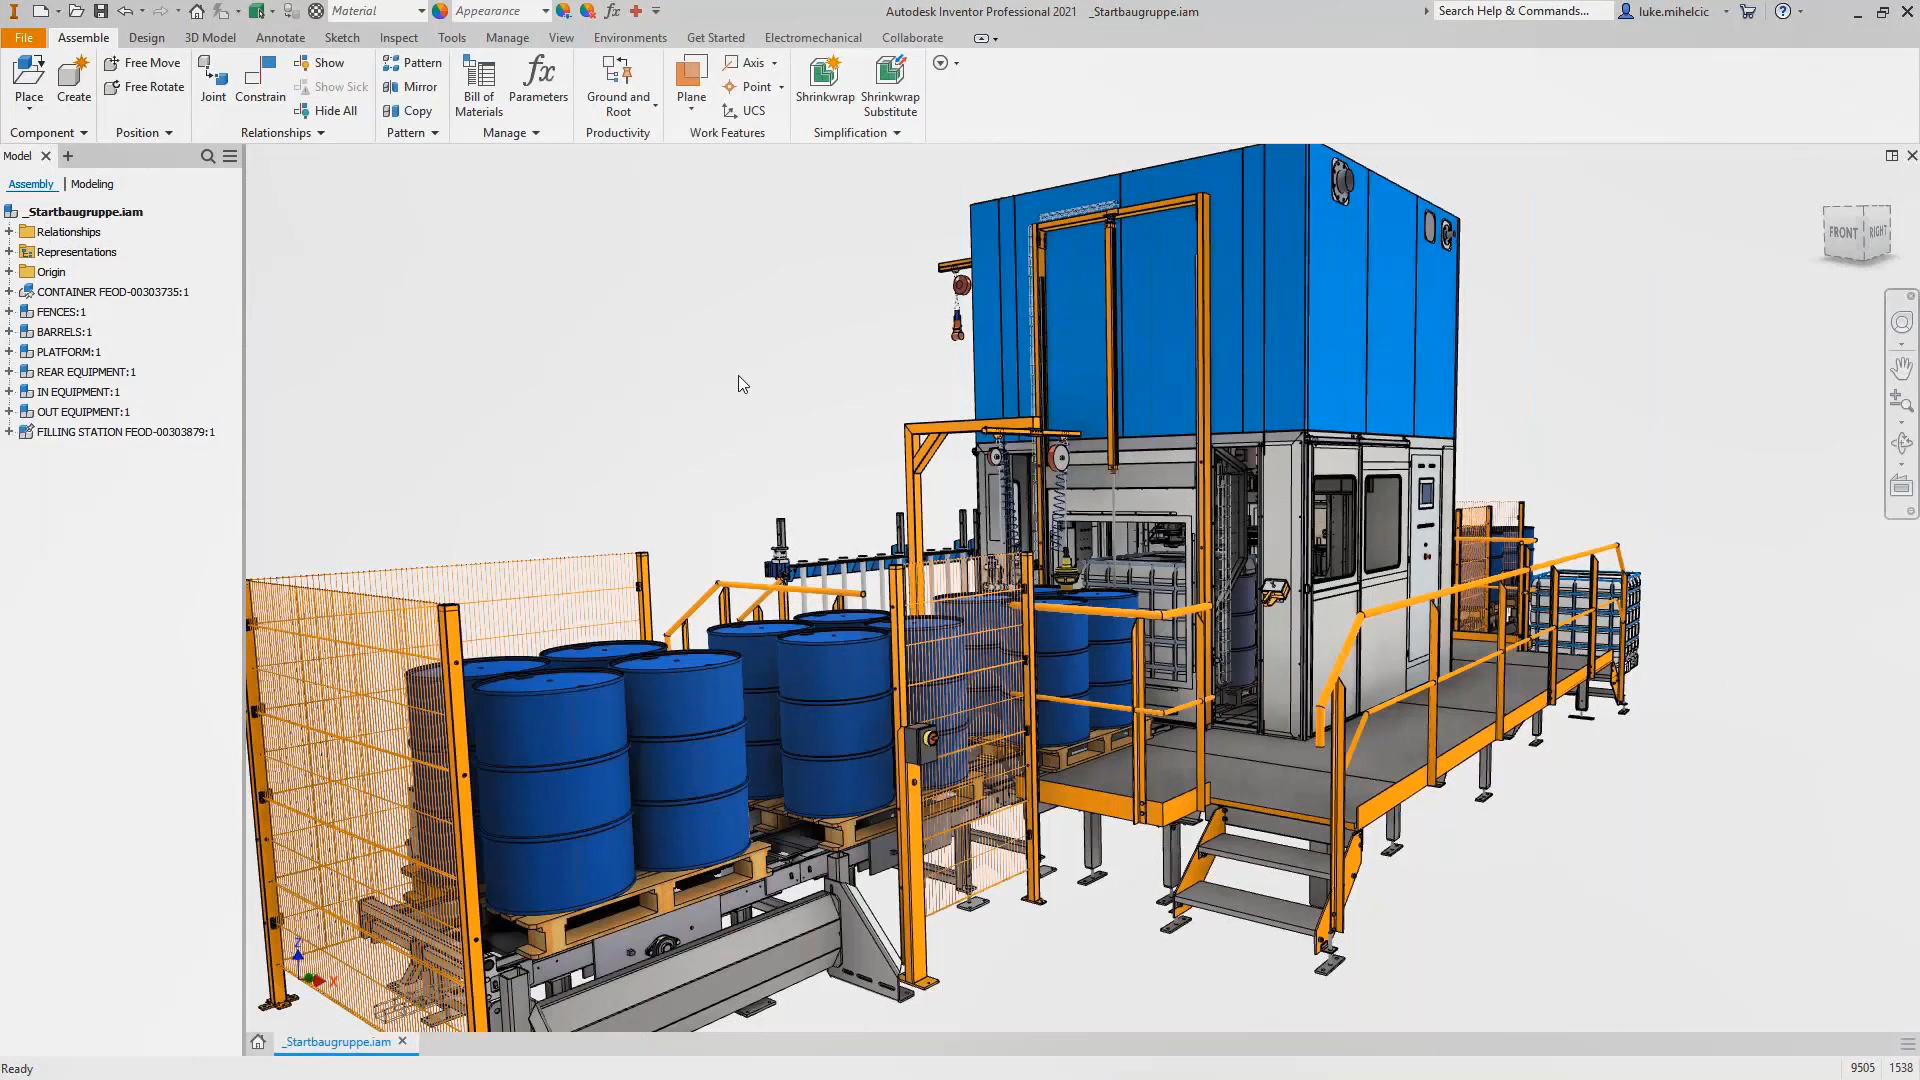 Material
Appearance
fx
Autodesk Inventor Professional 2021 _Startbaugruppe.iam
Search Help & Commands...
luke.mihelcic
File
Assemble
Design
3D Model
Annotate
Sketch
Inspect
Tools
Manage
View
Environments
Get Started
Electromechanical
Collaborate
Place
Create
Free Move
Free Rotate
Joint
Constrain
Show
Show Sick
Hide All
Pattern
Mirror
Copy
Bill of
Materials
fx
Parameters
Ground and
Root
Plane
Axis
Point
UCS
Shrinkwrap
Shrinkwrap
Substitute
Component
Position
Relationships
Pattern
Manage
Productivity
Work Features
Simplification
Model
Assembly | Modeling
_Startbaugruppe.iam
Relationships
Representations
Origin
CONTAINER FEOD-00303735:1
FENCES:1
BARRELS:1
PLATFORM:1
REAR EQUIPMENT:1
IN EQUIPMENT:1
OUT EQUIPMENT:1
FILLING STATION FEOD-00303879:1
FRONT
RIGHT
Z
X
_Startbaugruppe.iam
Ready
9505
1538